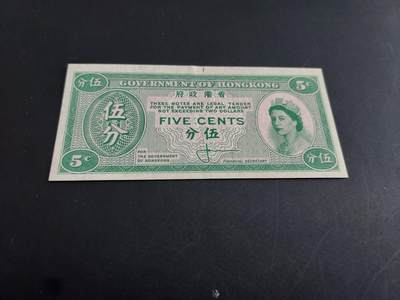 分伍
GOVERNMENT OF HONGKONG
5¢
府政港香
THESE NOTES ARE LEGAL TENDER
FOR THE PAYMENT OF ANY AMOUNT
NOT EXCEEDING TWO DOLLARS
伍分
FIVE CENTS
分伍
5¢
FOR
THE GOVERNMENT
OF HONGKONG
FINANCIAL SECRETARY
分伍